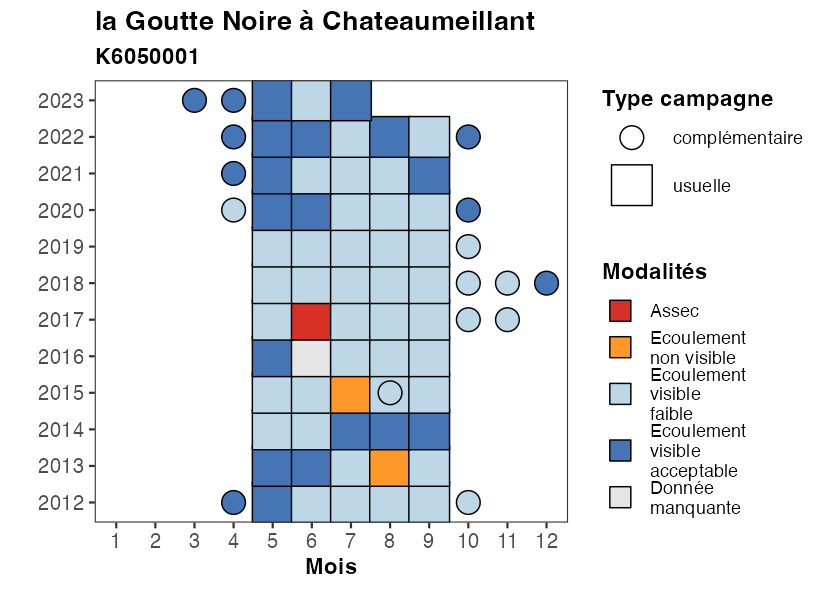 la Goutte Noire à Chateaumeillant
K6050001
2023
2022
2021
2020
2019
2018
2017
2016
2015
2014
2013
2012
1 2 3 4 5 6 7 8 9 10 11 12
Mois
Type campagne
complémentaire
usuelle
Modalités
Assec
Ecoulement
non visible
Ecoulement
visible
faible
Ecoulement
visible
acceptable
Donnée
manquante